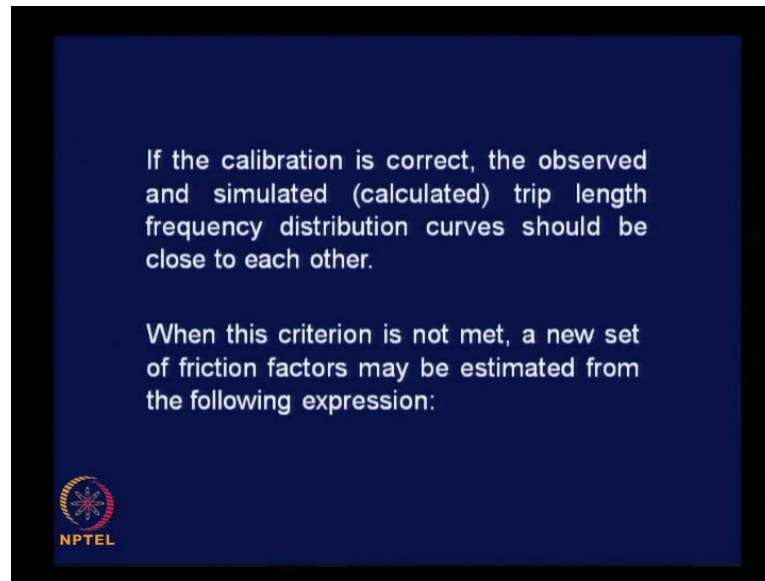 If the calibration is correct, the observed
and simulated (calculated) trip length
frequency distribution curves should be
close to each other.
When this criterion is not met, a new set
of friction factors may be estimated from
the following expression:
NPTEL